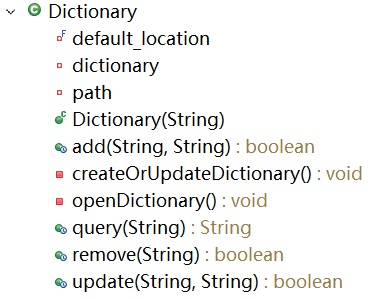 Dictionary
default_location
dictionary
path
Dictionary(String)
add(String, String) : boolean
createOrUpdateDictionary() : void
openDictionary() : void
query(String) : String
remove(String) : boolean
update(String, String) : boolean